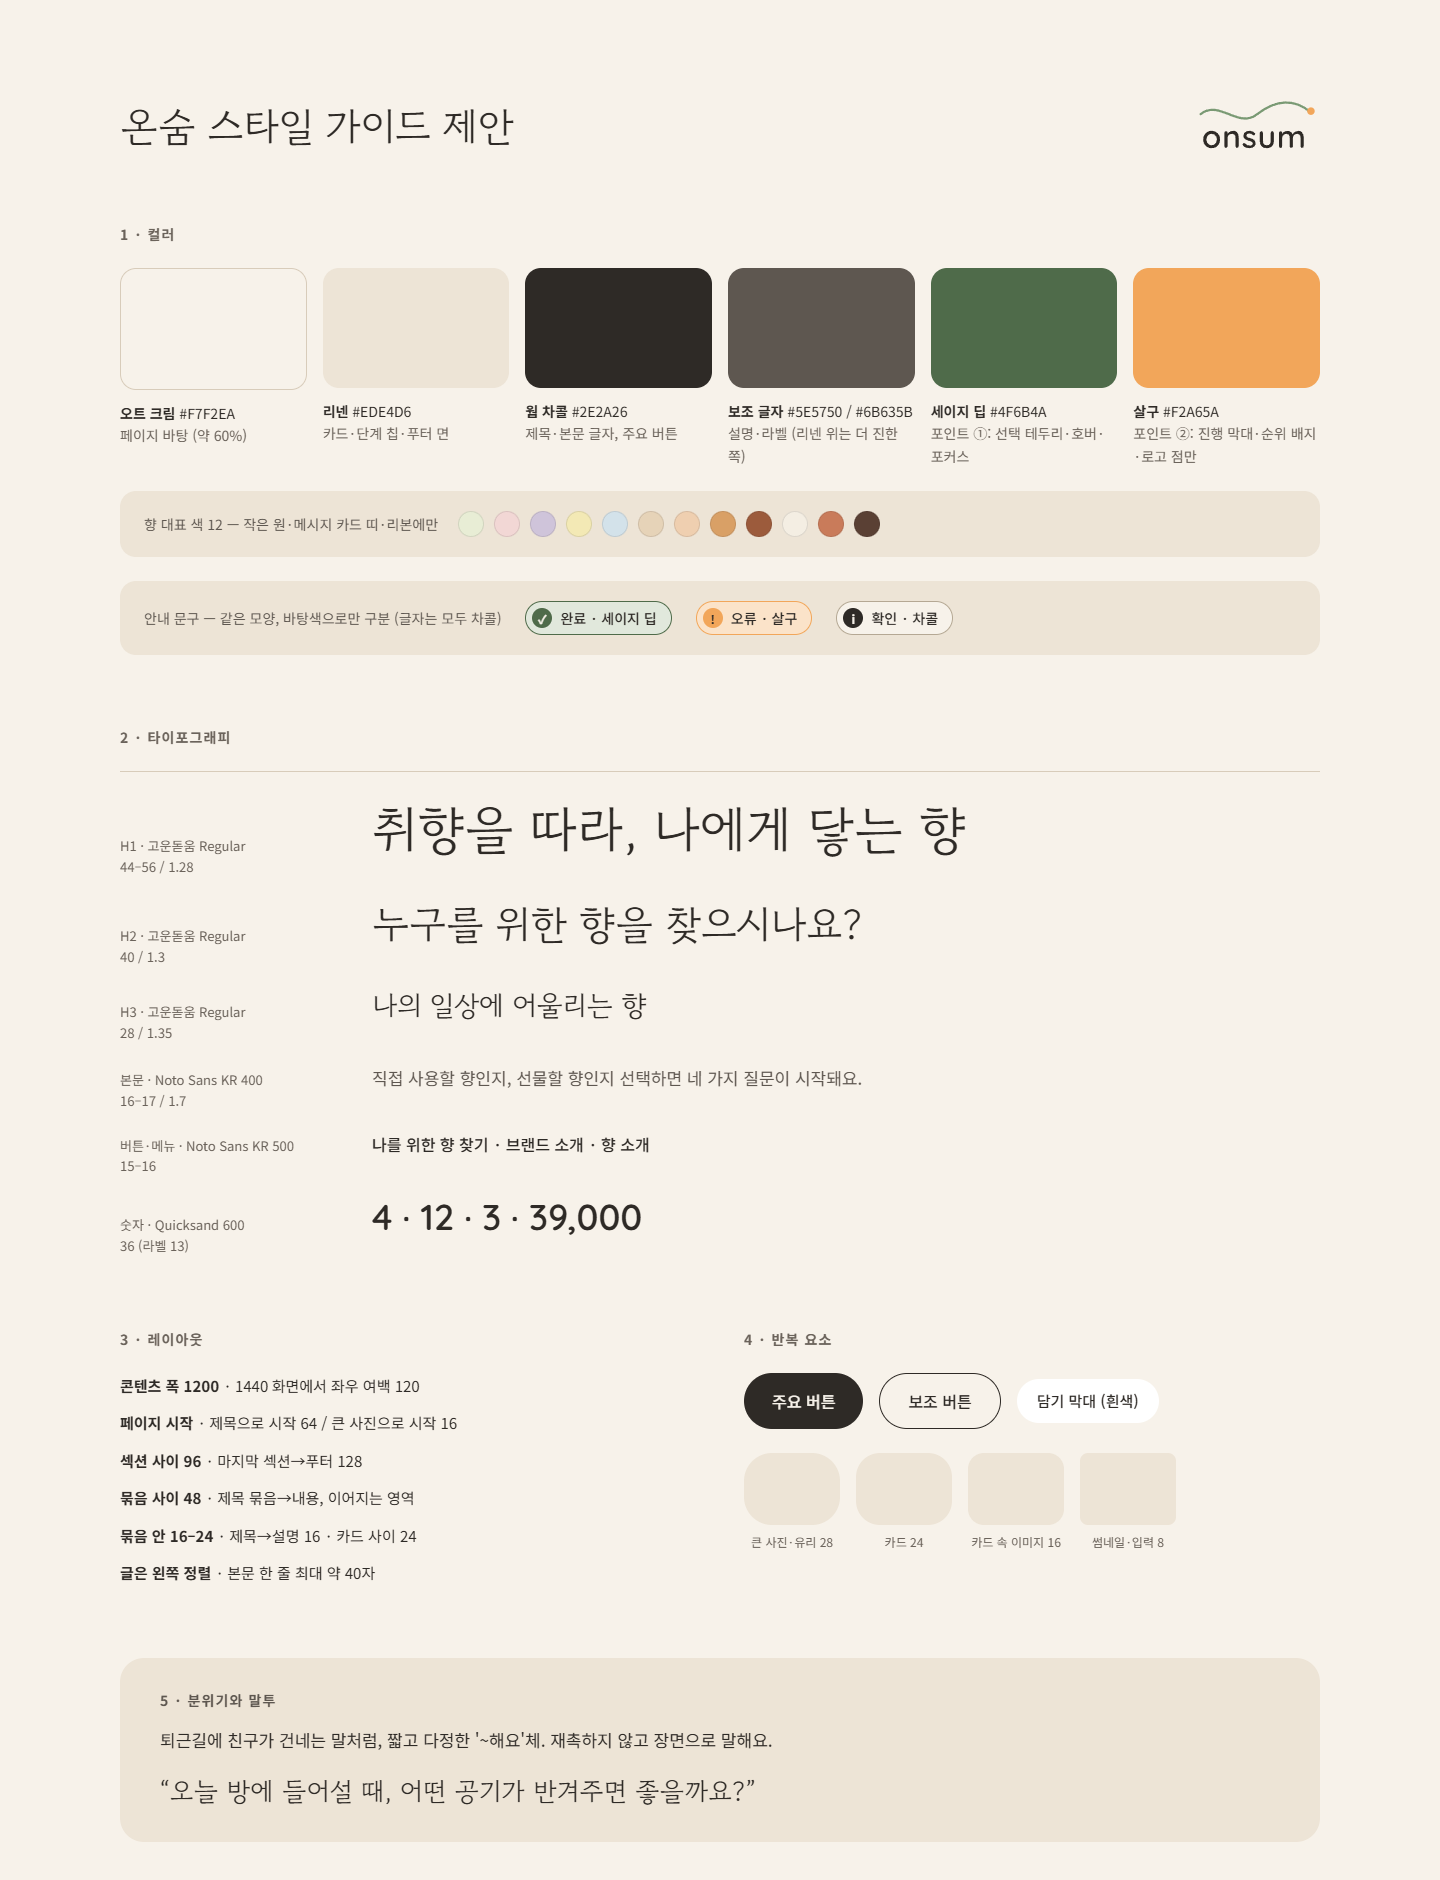 온숨 스타일 가이드 제안
onsum
1 · 컬러
오트 크림 #F7F2EA
페이지 바탕 (약 60%)
리넨 #EDE4D6
카드·단계 칩·푸터 면
웜 차콜 #2E2A26
제목·본문 글자, 주요 버튼
보조 글자 #5E5750 / #6B635B
설명·라벨 (리넨 위는 더 진한
쪽)
세이지 딥 #4F6B4A
포인트 ①: 선택 테두리·호버·
포커스
살구 #F2A65A
포인트 ②: 진행 막대·순위 배지
·로고 점만
향 대표 색 12 — 작은 원·메시지 카드 띠·리본에만
안내 문구 — 같은 모양, 바탕색으로만 구분 (글자는 모두 차콜)
✓ 완료 · 세이지 딥
! 오류 · 살구
i 확인 · 차콜
2 · 타이포그래피
H1 · 고운돋움 Regular
44–56 / 1.28
취향을 따라, 나에게 닿는 향
H2 · 고운돋움 Regular
40 / 1.3
누구를 위한 향을 찾으시나요?
H3 · 고운돋움 Regular
28 / 1.35
나의 일상에 어울리는 향
본문 · Noto Sans KR 400
16–17 / 1.7
직접 사용할 향인지, 선물할 향인지 선택하면 네 가지 질문이 시작돼요.
버튼·메뉴 · Noto Sans KR 500
15–16
나를 위한 향 찾기 · 브랜드 소개 · 향 소개
숫자 · Quicksand 600
36 (라벨 13)
4 · 12 · 3 · 39,000
3 · 레이아웃
콘텐츠 폭 1200 · 1440 화면에서 좌우 여백 120
페이지 시작 · 제목으로 시작 64 / 큰 사진으로 시작 16
섹션 사이 96 · 마지막 섹션→푸터 128
묶음 사이 48 · 제목 묶음→내용, 이어지는 영역
묶음 안 16–24 · 제목→설명 16 · 카드 사이 24
글은 왼쪽 정렬 · 본문 한 줄 최대 약 40자
4 · 반복 요소
주요 버튼
보조 버튼
담기 막대 (흰색)
큰 사진·유리 28
카드 24
카드 속 이미지 16
썸네일·입력 8
5 · 분위기와 말투
퇴근길에 친구가 건네는 말처럼, 짧고 다정한 '~해요'체. 재촉하지 않고 장면으로 말해요.
“오늘 방에 들어설 때, 어떤 공기가 반겨주면 좋을까요?”